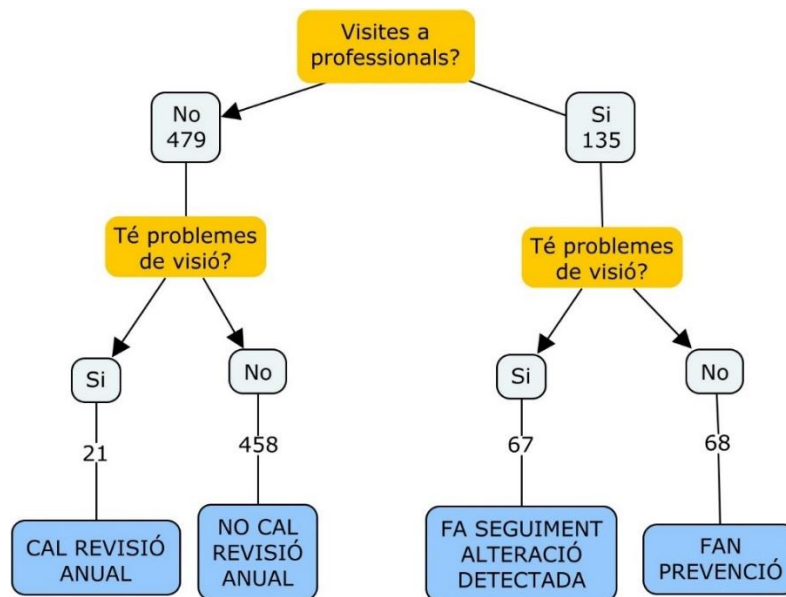 Visites a
professionals?
No
479
Si
135
Té problemes
de visió?
Té problemes
de visió?
Si
No
Si
No
21
458
67
68
CAL REVISIÓ
ANUAL
NO CAL
REVISIÓ
ANUAL
FA SEGUIMENT
ALTERACIÓ
DETECTADA
FAN
PREVENCIÓ